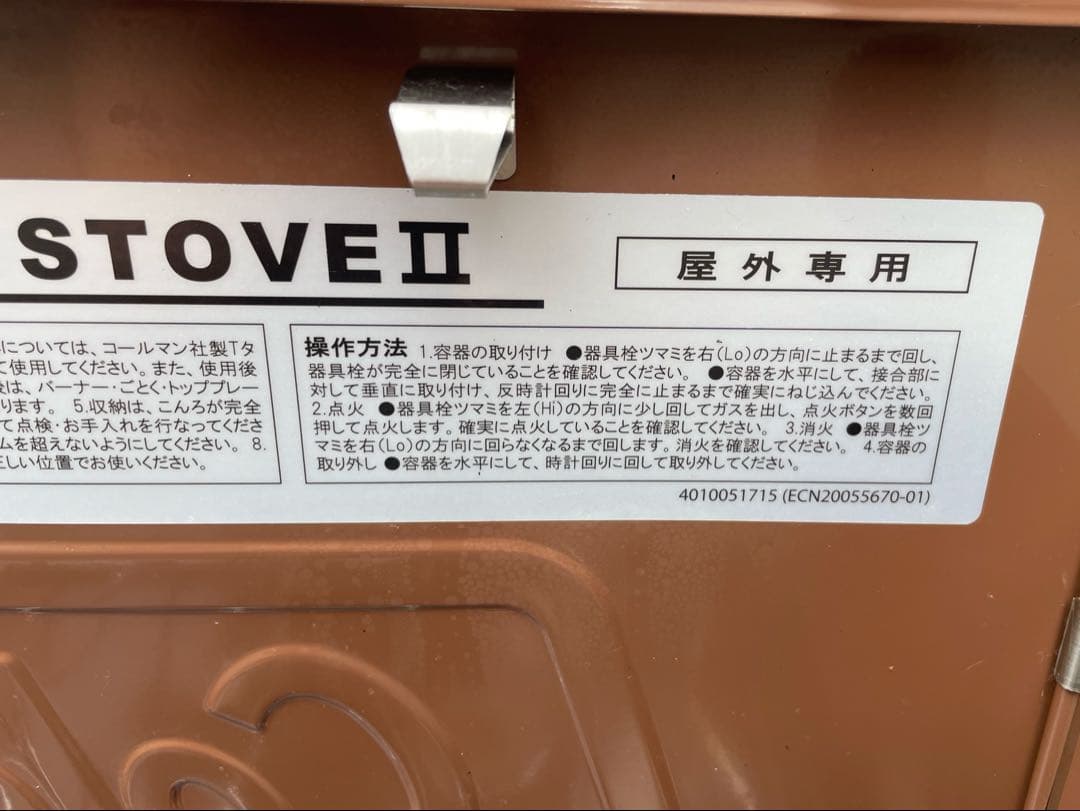 STOVEⅡ
屋外専用
については、コールマン社製Tタ
て使用してください。また、使用後
は、バーナー・ごとく・トッププレー
ります。 5.収納は、こんろが完全
て点検・お手入れを行なってくださ
ムを超えないようにしてください。 8.
正しい位置でお使いください。
操作方法 1.容器の取り付け ●器具栓ツマミを右(Lo)の方向に止まるまで回し、
器具栓が完全に閉じていることを確認してください。 ●容器を水平にして、接合部に
対して垂直に取り付け、反時計回りに完全に止まるまで確実にねじ込んでください。
2.点火 ●器具栓ツマミを左(Hi)の方向に少し回してガスを出し、点火ボタンを数回
押して点火します。確実に点火していることを確認してください。 3.消火 ●器具栓ツ
マミを右(Lo)の方向に回らなくなるまで回します。消火を確認してください。 4.容器の
取り外し ●容器を水平にして、時計回りに回して取り外してください。
4010051715 (ECN20055670-01)